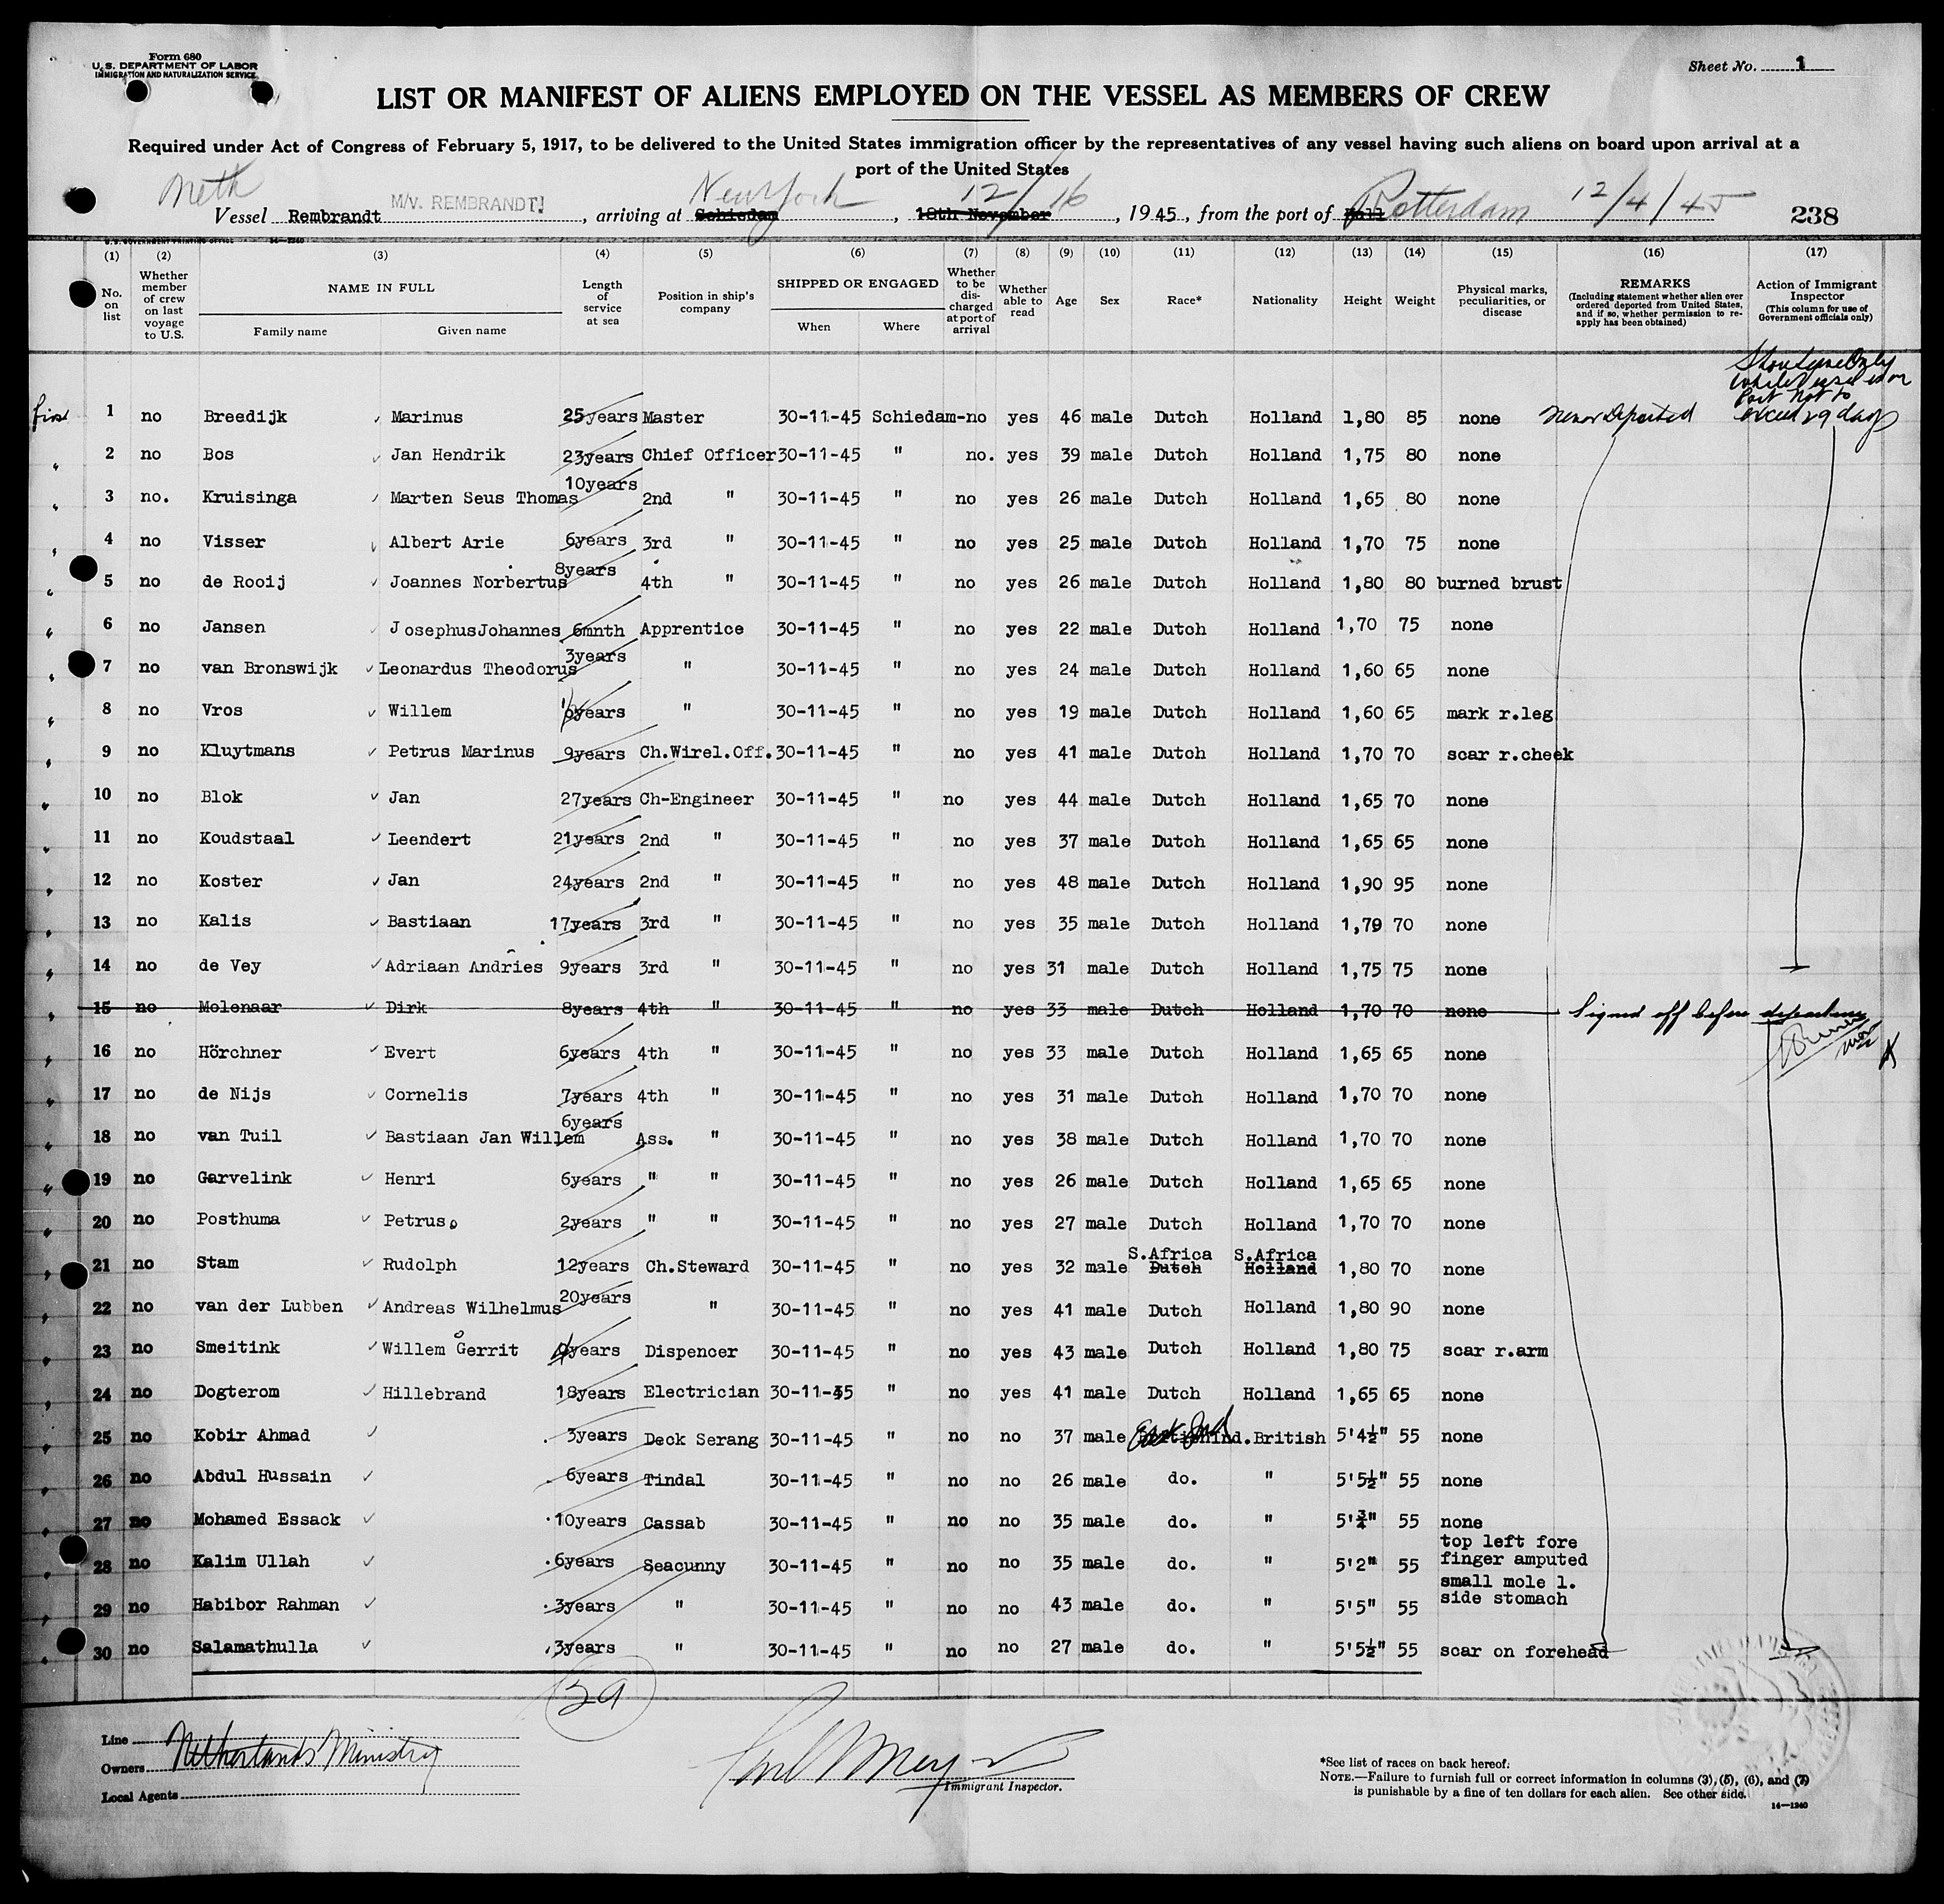 Form 680
U.S. DEPARTMENT OF LABOR
IMMIGRATION AND NATURALIZATION SERVICE
Sheet No. 1
LIST OR MANIFEST OF ALIENS EMPLOYED ON THE VESSEL AS MEMBERS OF CREW
Required under Act of Congress of February 5, 1917, to be delivered to the United States immigration officer by the representatives of any vessel having such aliens on board upon arrival at a
port of the United States
Neth New York 12/16 Rotterdam 12/4/45
Vessel Rembrandt M/V. REMBRANDT! , arriving at Schiedam , 18th November , 1945, from the port of Hull 238
U.S. GOVERNMENT PRINTING OFFICE 14—1240
(1) (2) (3) (4) (5) (6) (7) (8) (9) (10) (11) (12) (13) (14) (15) (16) (17)
No. on list Whether member of crew on last voyage to U.S. NAME IN FULL Family name Given name Length of service at sea Position in ship's company SHIPPED OR ENGAGED When Where Whether to be discharged at port of arrival Whether able to read Age Sex Race* Nationality Height Weight Physical marks, peculiarities, or disease REMARKS (Including statement whether alien ever ordered deported from United States, and if so, whether permission to reapply has been obtained) Action of Immigrant Inspector (This column for use of Government officials only)
Shore Leave Only
while vessel is in
Port not to
exceed 29 days
first 1 no Breedijk Marinus 25years Master 30-11-45 Schiedam-no yes 46 male Dutch Holland 1,80 85 none Never Deported
" 2 no Bos Jan Hendrik 23years Chief Officer 30-11-45 " no. yes 39 male Dutch Holland 1,75 80 none
" 3 no. Kruisinga Marten Seus Thomas 10years 2nd " 30-11-45 " no yes 26 male Dutch Holland 1,65 80 none
" 4 no Visser Albert Arie 6years 3rd " 30-11-45 " no yes 25 male Dutch Holland 1,70 75 none
" 5 no de Rooij Joannes Norbertus 8years 4th " 30-11-45 " no yes 26 male Dutch Holland 1,80 80 burned brust
" 6 no Jansen JosephusJohannes 6mnth Apprentice 30-11-45 " no yes 22 male Dutch Holland 1,70 75 none
" 7 no van Bronswijk Leonardus Theodorus 3years " 30-11-45 " no yes 24 male Dutch Holland 1,60 65 none
" 8 no Vros Willem years " 30-11-45 " no yes 19 male Dutch Holland 1,60 65 mark r.leg
" 9 no Kluytmans Petrus Marinus 9years Ch.Wirel.Off. 30-11-45 " no yes 41 male Dutch Holland 1,70 70 scar r.cheek
" 10 no Blok Jan 27years Ch-Engineer 30-11-45 " no yes 44 male Dutch Holland 1,65 70 none
" 11 no Koudstaal Leendert 21years 2nd " 30-11-45 " no yes 37 male Dutch Holland 1,65 65 none
" 12 no Koster Jan 24years 2nd " 30-11-45 " no yes 48 male Dutch Holland 1,90 95 none
" 13 no Kalis Bastiaan 17years 3rd " 30-11-45 " no yes 35 male Dutch Holland 1,79 70 none
" 14 no de Vey Adriaan Andries 9years 3rd " 30-11-45 " no yes 31 male Dutch Holland 1,75 75 none
" 15 no Molenaar Dirk 8years 4th " 30-11-45 " no yes 33 male Dutch Holland 1,70 70 none Signed off before departure
" 16 no Hörchner Evert 6years 4th " 30-11-45 " no yes 33 male Dutch Holland 1,65 65 none
" 17 no de Nijs Cornelis 7years 4th " 30-11-45 " no yes 31 male Dutch Holland 1,70 70 none
" 18 no van Tuil Bastiaan Jan Willem 6years Ass. " 30-11-45 " no yes 38 male Dutch Holland 1,70 70 none
" 19 no Garvelink Henri 6years " " 30-11-45 " no yes 26 male Dutch Holland 1,65 65 none
" 20 no Posthuma Petrus. 2years " " 30-11-45 " no yes 27 male Dutch Holland 1,70 70 none
S.Africa S.Africa
" 21 no Stam Rudolph 12years Ch.Steward 30-11-45 " no yes 32 male Dutch Holland 1,80 70 none
" 22 no van der Lubben Andreas Wilhelmus 20years " 30-11-45 " no yes 41 male Dutch Holland 1,80 90 none
" 23 no Smeitink Willem Gerrit years Dispencer 30-11-45 " no yes 43 male Dutch Holland 1,80 75 scar r.arm
" 24 no Dogterom Hillebrand 18years Electrician 30-11-45 " no yes 41 male Dutch Holland 1,65 65 none
" 25 no Kobir Ahmad 3years Deck Serang 30-11-45 " no no 37 male East Ind British 5'4½" 55 none
" 26 no Abdul Hussain 6years Tindal 30-11-45 " no no 26 male do. " 5'5½" 55 none
" 27 no Mohamed Essack 10years Cassab 30-11-45 " no no 35 male do. " 5'¾" 55 none
" 28 no Kalim Ullah 6years Seacunny 30-11-45 " no no 35 male do. " 5'2" 55 top left fore finger amputed
" 29 no Habibor Rahman 3years " 30-11-45 " no no 43 male do. " 5'5" 55 small mole l. side stomach
" 30 no Salamathulla 3years " 30-11-45 " no no 27 male do. " 5'5½" 55 scar on forehead
Line
Owners Netherlands Ministry
Local Agents
Immigrant Inspector.
*See list of races on back hereof.
NOTE.—Failure to furnish full or correct information in columns (3), (5), (6), and (7)
is punishable by a fine of ten dollars for each alien. See other side.
14—1240